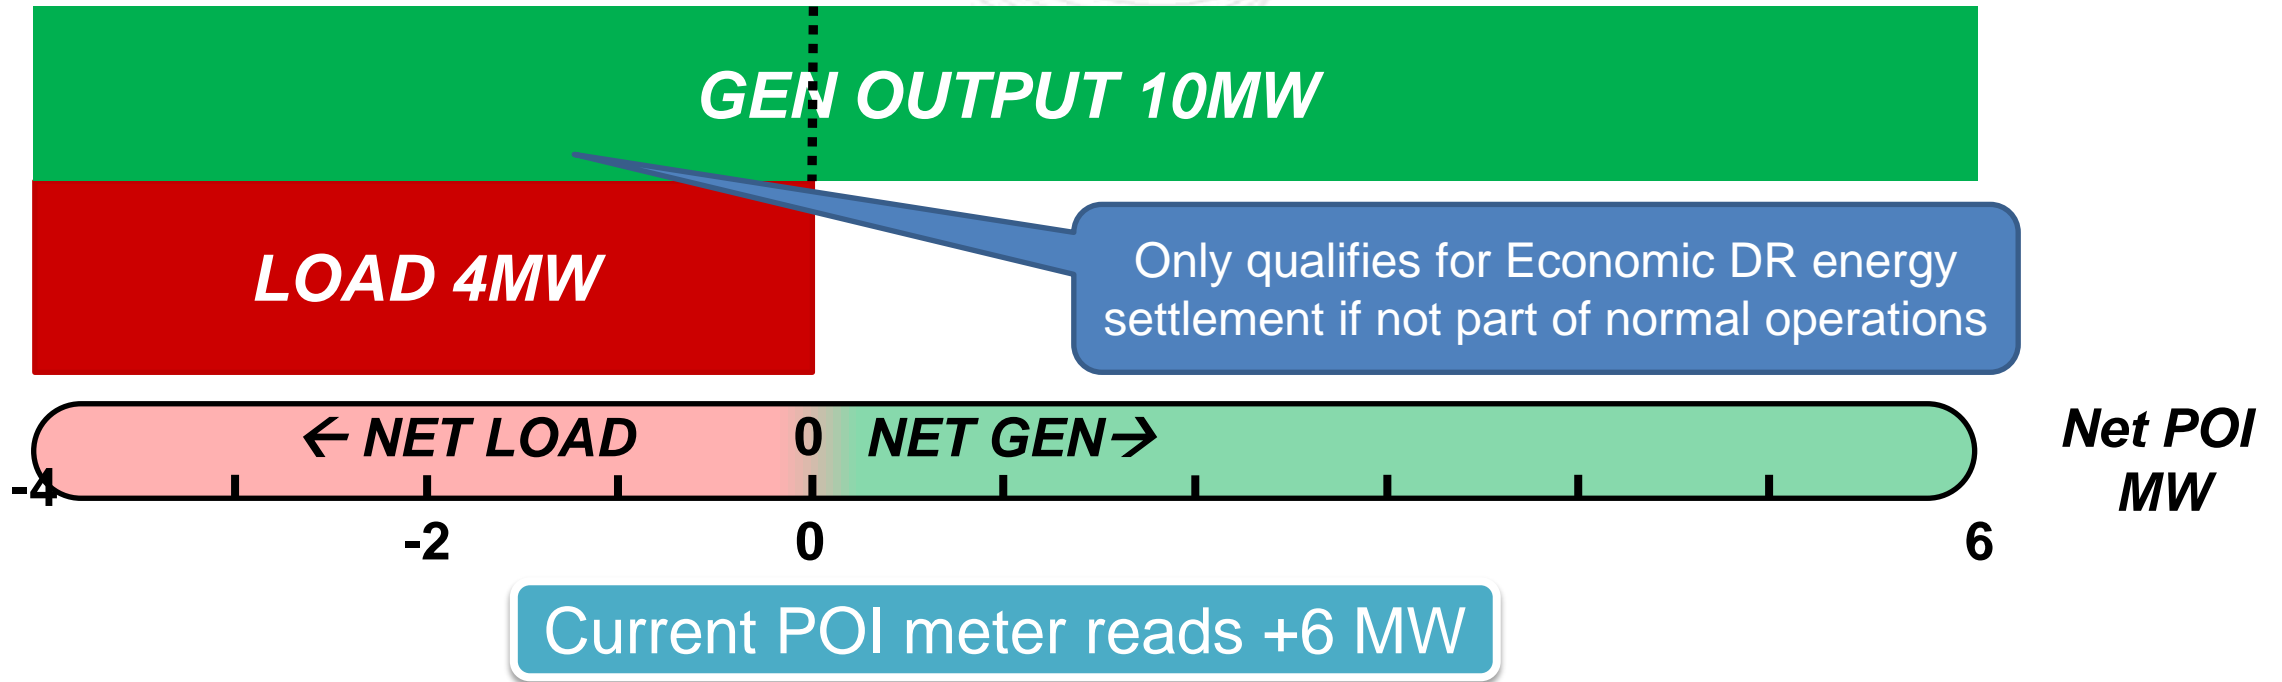 GEN OUTPUT 10MW
LOAD 4MW
Only qualifies for Economic DR energy
settlement if not part of normal operations
← NET LOAD 0 NET GEN→
Net POI
MW
-4
-2 0 6
Current POI meter reads +6 MW